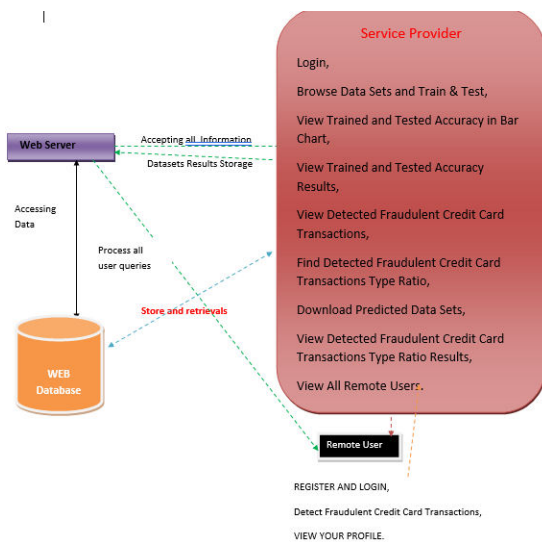 Service Provider
Login,
Browse Data Sets and Train & Test,
View Trained and Tested Accuracy in Bar
Chart,
View Trained and Tested Accuracy
Results,
View Detected Fraudulent Credit Card
Transactions,
Find Detected Fraudulent Credit Card
Transactions Type Ratio,
Download Predicted Data Sets,
View Detected Fraudulent Credit Card
Transactions Type Ratio Results,
View All Remote Users.
Web Server
Accepting all Information
Datasets Results Storage
Accessing
Data
Process all
user queries
Store and retrievals
WEB
Database
Remote User
REGISTER AND LOGIN,
Detect Fraudulent Credit Card Transactions,
VIEW YOUR PROFILE.